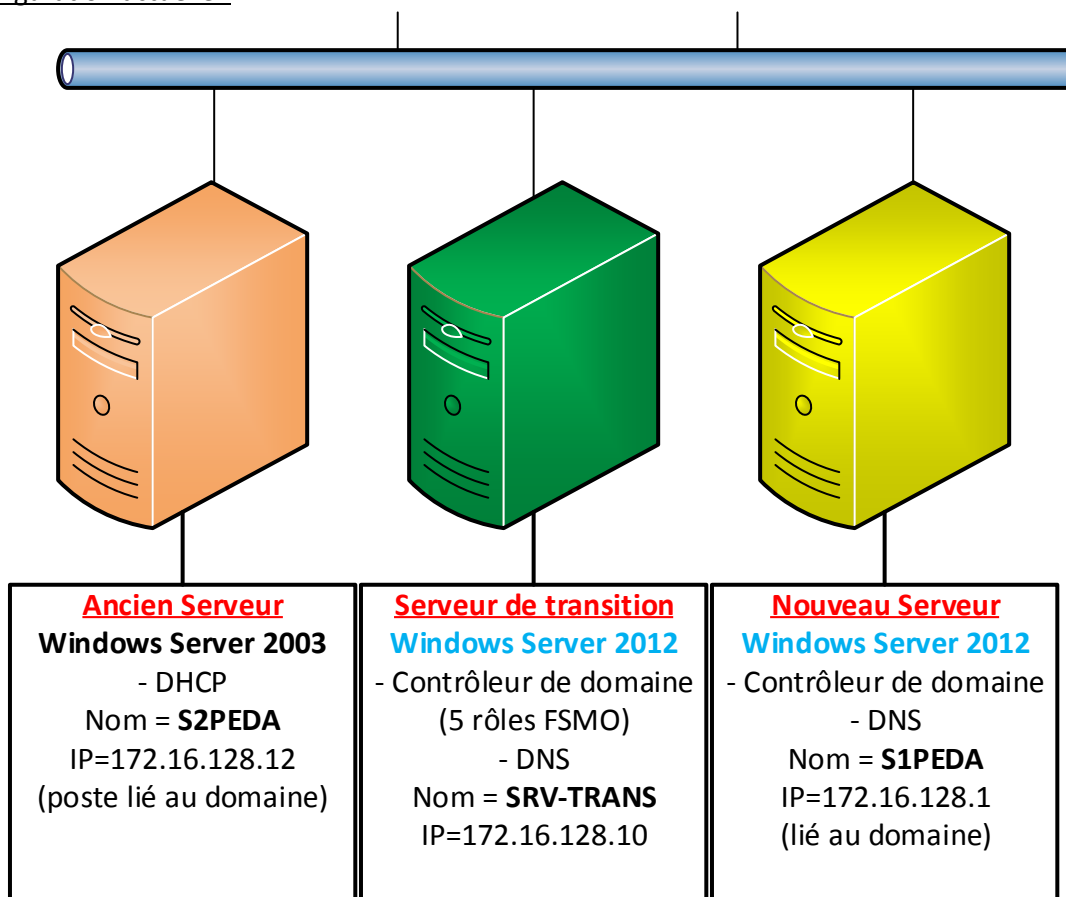 Ancien Serveur
Windows Server 2003
- DHCP
Nom = S2PEDA
IP=172.16.128.12
(poste lié au domaine)
Serveur de transition
Windows Server 2012
- Contrôleur de domaine
(5 rôles FSMO)
- DNS
Nom = SRV-TRANS
IP=172.16.128.10
Nouveau Serveur
Windows Server 2012
- Contrôleur de domaine
- DNS
Nom = S1PEDA
IP=172.16.128.1
(lié au domaine)